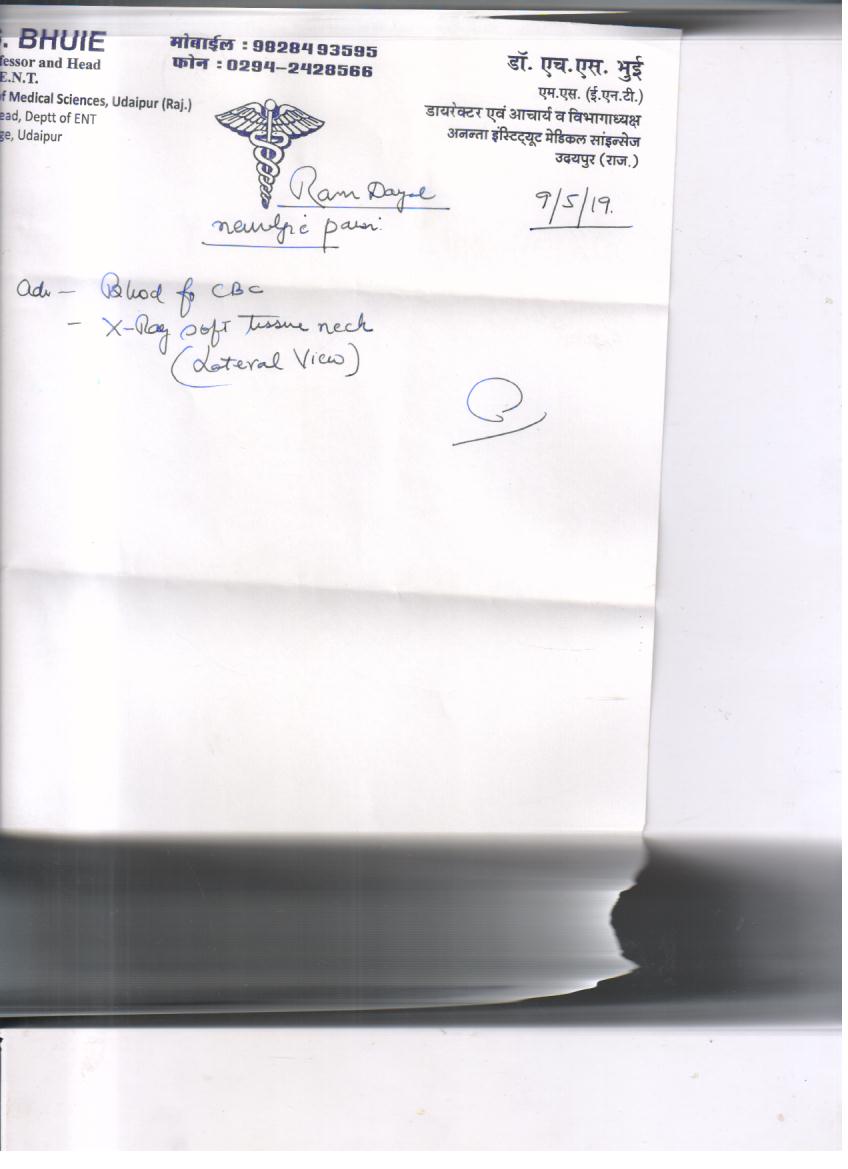 . BHUIE
fessor and Head
E.N.T.
f Medical Sciences, Udaipur (Raj.)
ead, Deptt of ENT
ge, Udaipur
मोबाईल : 9828493595
फोन : 0294-2428566
डॉ. एच.एस. भुई
एम.एस. (ई.एन.टी.)
डायरेक्टर एवं आचार्य व विभागाध्यक्ष
अनन्ता इंस्टिट्यूट मेडिकल सांइन्सेज
उदयपुर (राज.)
Ram Dayal
9/5/19.
neuralgic pain.
Adv - Blood for CBC
- X-Ray soft tissue neck
(Lateral View)